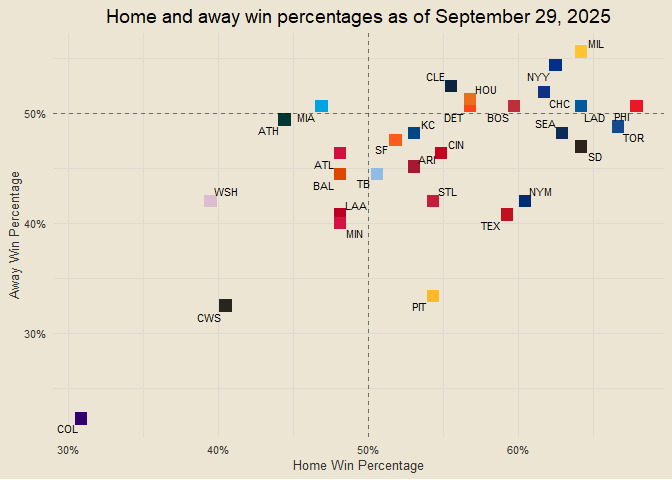 Home and away win percentages as of September 29, 2025
MIL
NYY
CLE
HOU
50%
MIA
ATH
DET
BOS
CHC
LAD
PHI
KC
SEA
TOR
SF
CIN
SD
ATL
ARI
BAL
TB
WSH
STL
NYM
40%
LAA
TEX
MIN
PIT
CWS
30%
COL
30%
40%
50%
60%
Home Win Percentage
Away Win Percentage